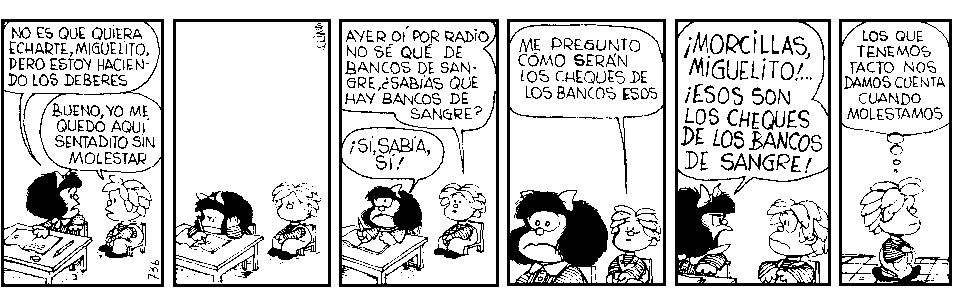 NO ES QUE QUIERA
ECHARTE, MIGUELITO,
PERO ESTOY HACIEN-
DO LOS DEBERES
BUENO, YO ME
QUEDO AQUI
SENTADITO SIN
MOLESTAR
736
AYER OÍ POR RADIO
NO SÉ QUÉ DE
BANCOS DE SAN-
GRE, ¿SABÍAS QUE
HAY BANCOS DE
SANGRE?
¡SÍ, SABÍA,
SÍ!
ME PREGUNTO
CÓMO SERÁN
LOS CHEQUES DE
LOS BANCOS ESOS
¡MORCILLAS,
MIGUELITO!...
¡ESOS SON
LOS CHEQUES
DE LOS BANCOS
DE SANGRE!
LOS QUE
TENEMOS
TACTO NOS
DAMOS CUENTA
CUANDO
MOLESTAMOS